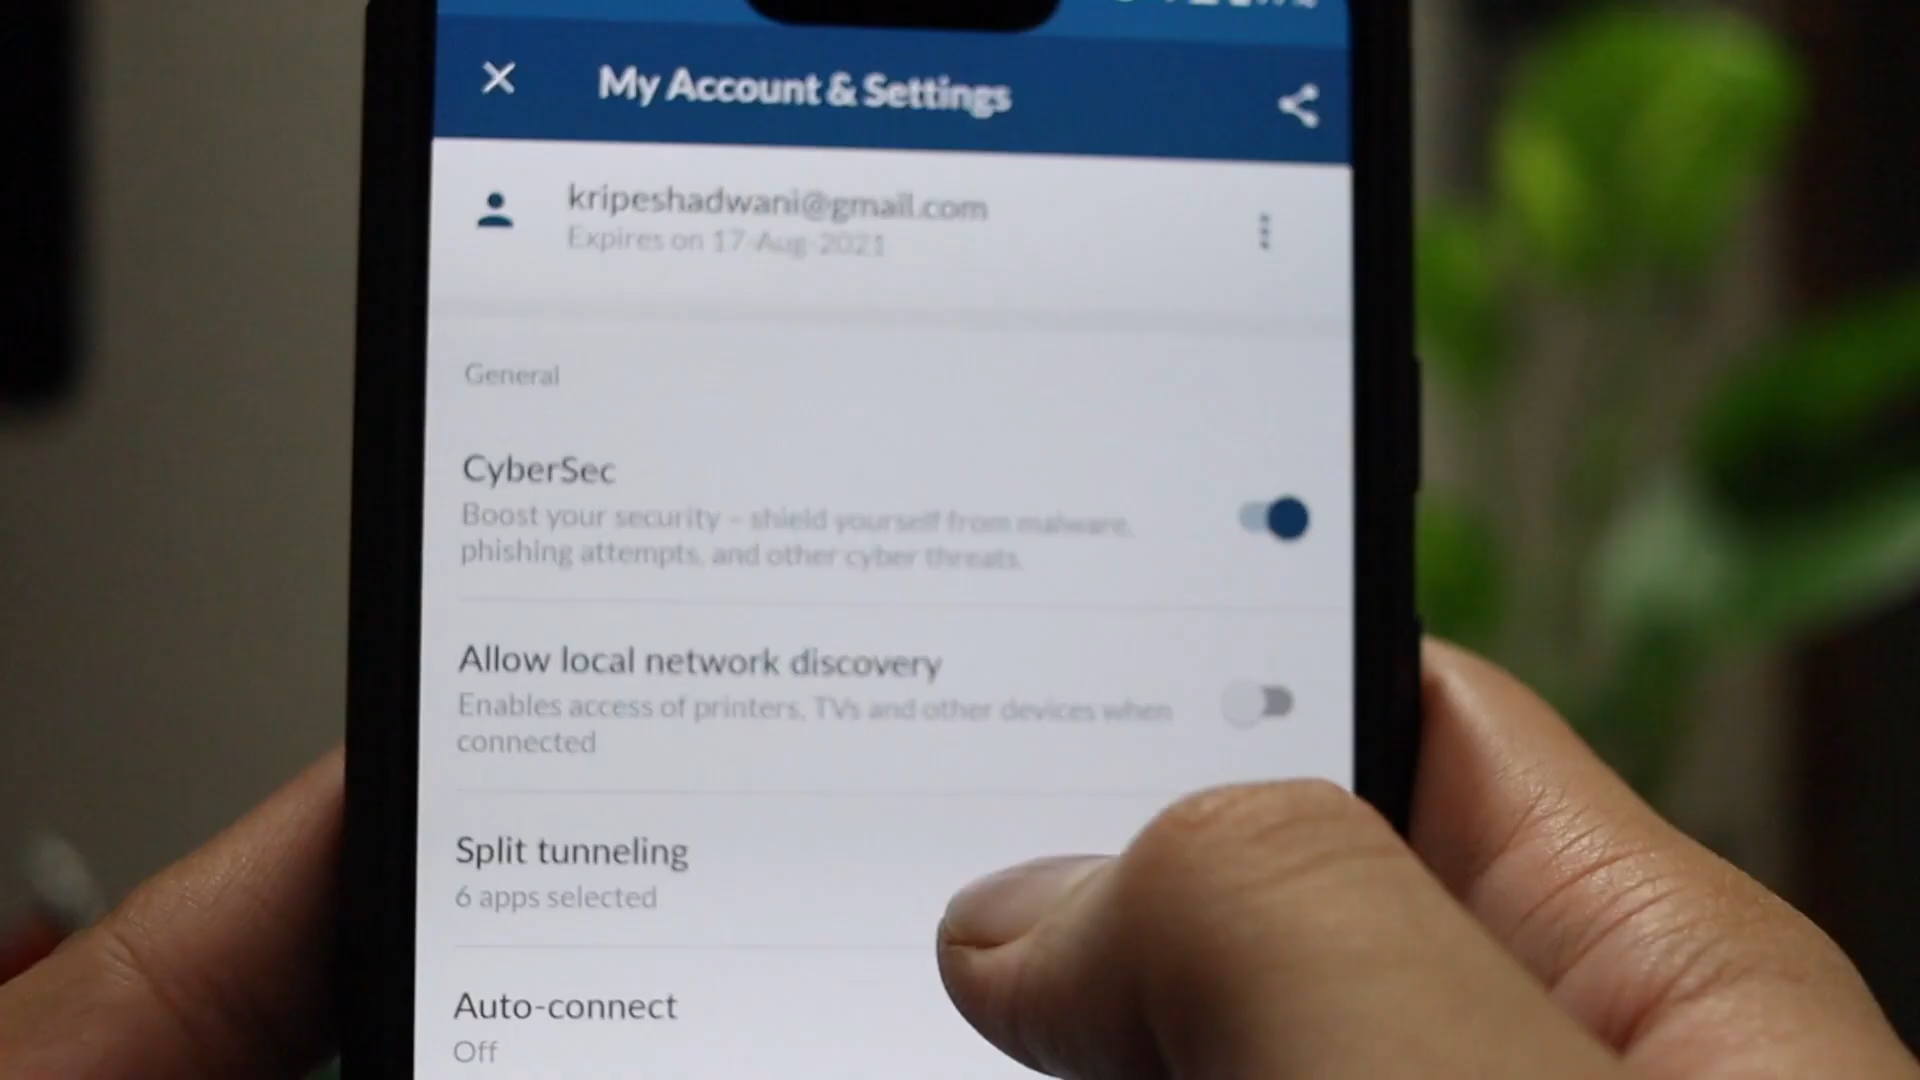 My Account & Settings
kripeshadwani@gmail.com
Expires on 17-Aug-2021
General
CyberSec
Boost your security – shield yourself from malware,
phishing attempts, and other cyber threats.
Allow local network discovery
Enables access of printers, TVs and other devices when
connected
Split tunneling
6 apps selected
Auto-connect
Off